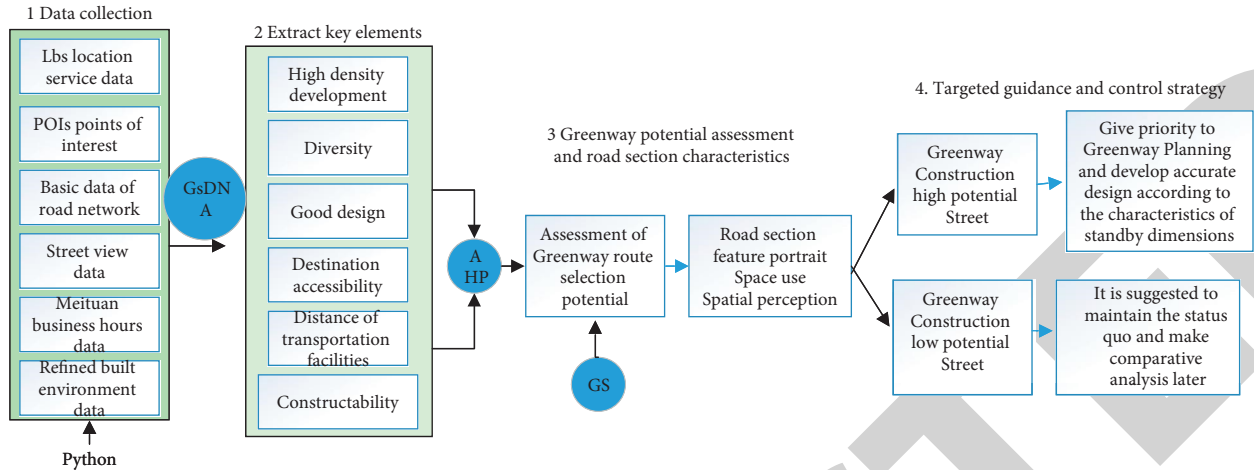 1 Data collection
Lbs location
service data
POIs points of
interest
Basic data of
road network
Street view
data
Meituan
business hours
data
Refined built
environment
data
Python
GsDN
A
2 Extract key elements
High density
development
Diversity
Good design
Destination
accessibility
Distance of
transportation
facilities
Constructability
A
HP
3 Greenway potential assessment
and road section characteristics
Assessment of
Greenway route
selection
potential
GS
Road section
feature portrait
Space use
Spatial perception
4. Targeted guidance and control strategy
Greenway
Construction
high potential
Street
Give priority to
Greenway Planning
and develop accurate
design according to
the characteristics of
standby dimensions
Greenway
Construction
low potential
Street
It is suggested to
maintain the status
quo and make
comparative
analysis later